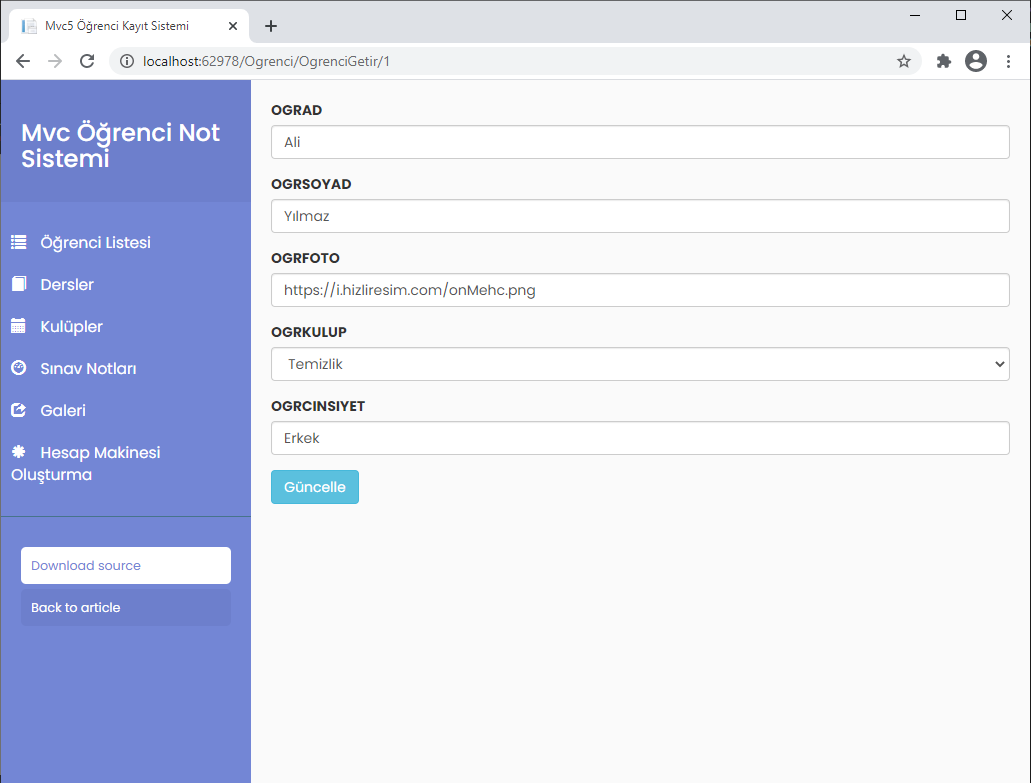 Mvc5 Öğrenci Kayıt Sistemi
localhost:62978/Ogrenci/OgrenciGetir/1
Mvc Öğrenci Not
Sistemi
Öğrenci Listesi
Dersler
Kulüpler
Sınav Notları
Galeri
Hesap Makinesi
Oluşturma
Download source
Back to article
OGRAD
Ali
OGRSOYAD
Yılmaz
OGRFOTO
https://i.hizliresim.com/onMehc.png
OGRKULUP
Temizlik
OGRCINSIYET
Erkek
Güncelle